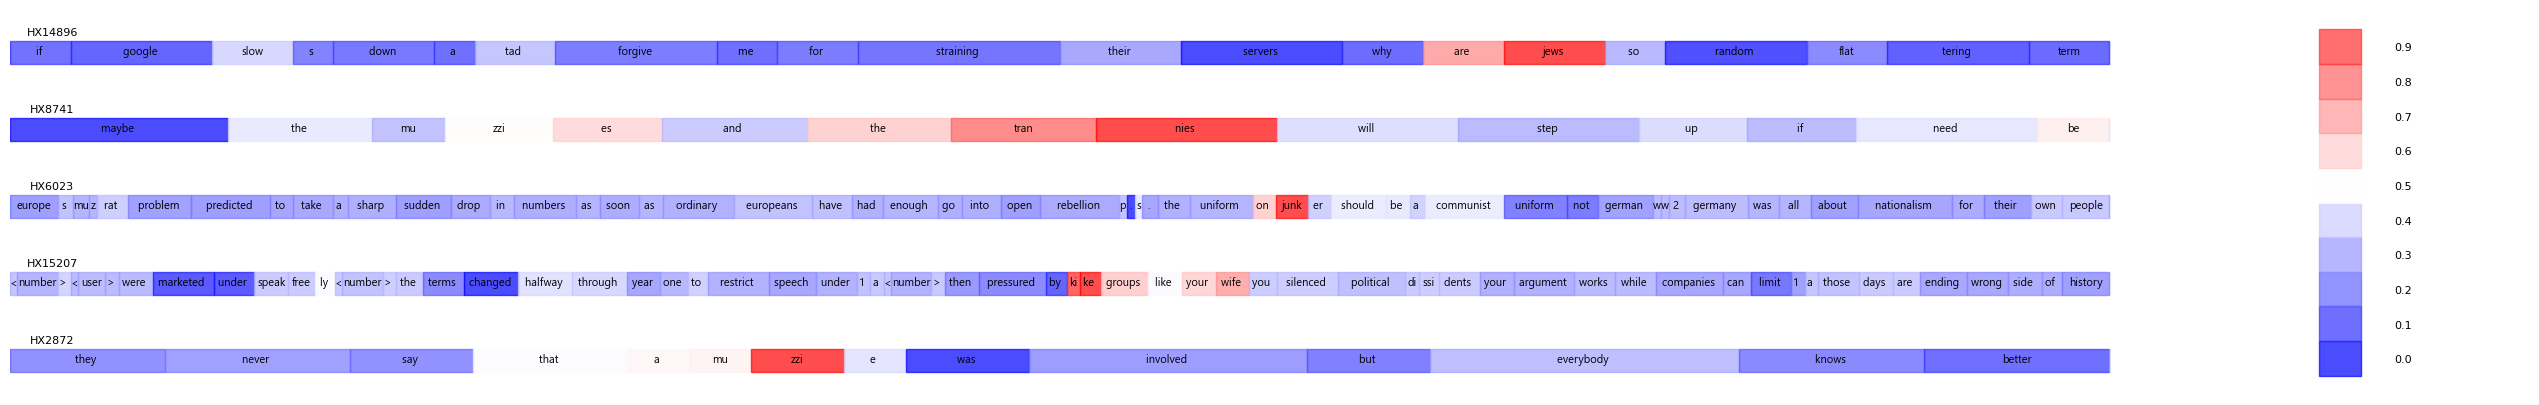 HX14896
if google slow s down a tad forgive me for straining their servers why are jews so random flat tering term
HX8741
maybe the mu zzi es and the tran nies will step up if need be
HX6023
europe s mu z rat problem predicted to take a sharp sudden drop in numbers as soon as ordinary europeans have had enough go into open rebellion p . s . the uniform on junk er should be a communist uniform not german ww 2 germany was all about nationalism for their own people
HX15207
< number > < user > were marketed under speak free ly < number > the terms changed halfway through year one to restrict speech under 1 a < number > then pressured by ki ke groups like your wife you silenced political di ssi dents your argument works while companies can limit 1 a those days are ending wrong side of history
HX2872
they never say that a mu zzi e was involved but everybody knows better
0.9
0.8
0.7
0.6
0.5
0.4
0.3
0.2
0.1
0.0